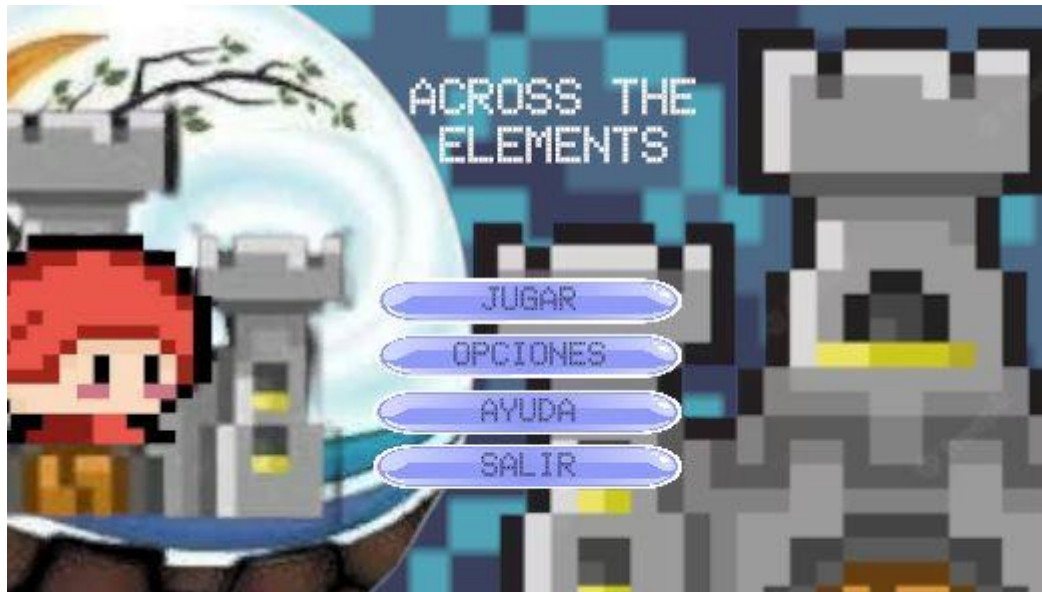 ACROSS THE
ELEMENTS
JUGAR
OPCIONES
AYUDA
SALIR